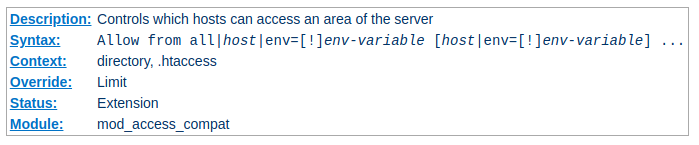 Description: Controls which hosts can access an area of the server
Syntax: Allow from all|host|env=[!]env-variable [host|env=[!]env-variable] ...
Context: directory, .htaccess
Override: Limit
Status: Extension
Module: mod_access_compat